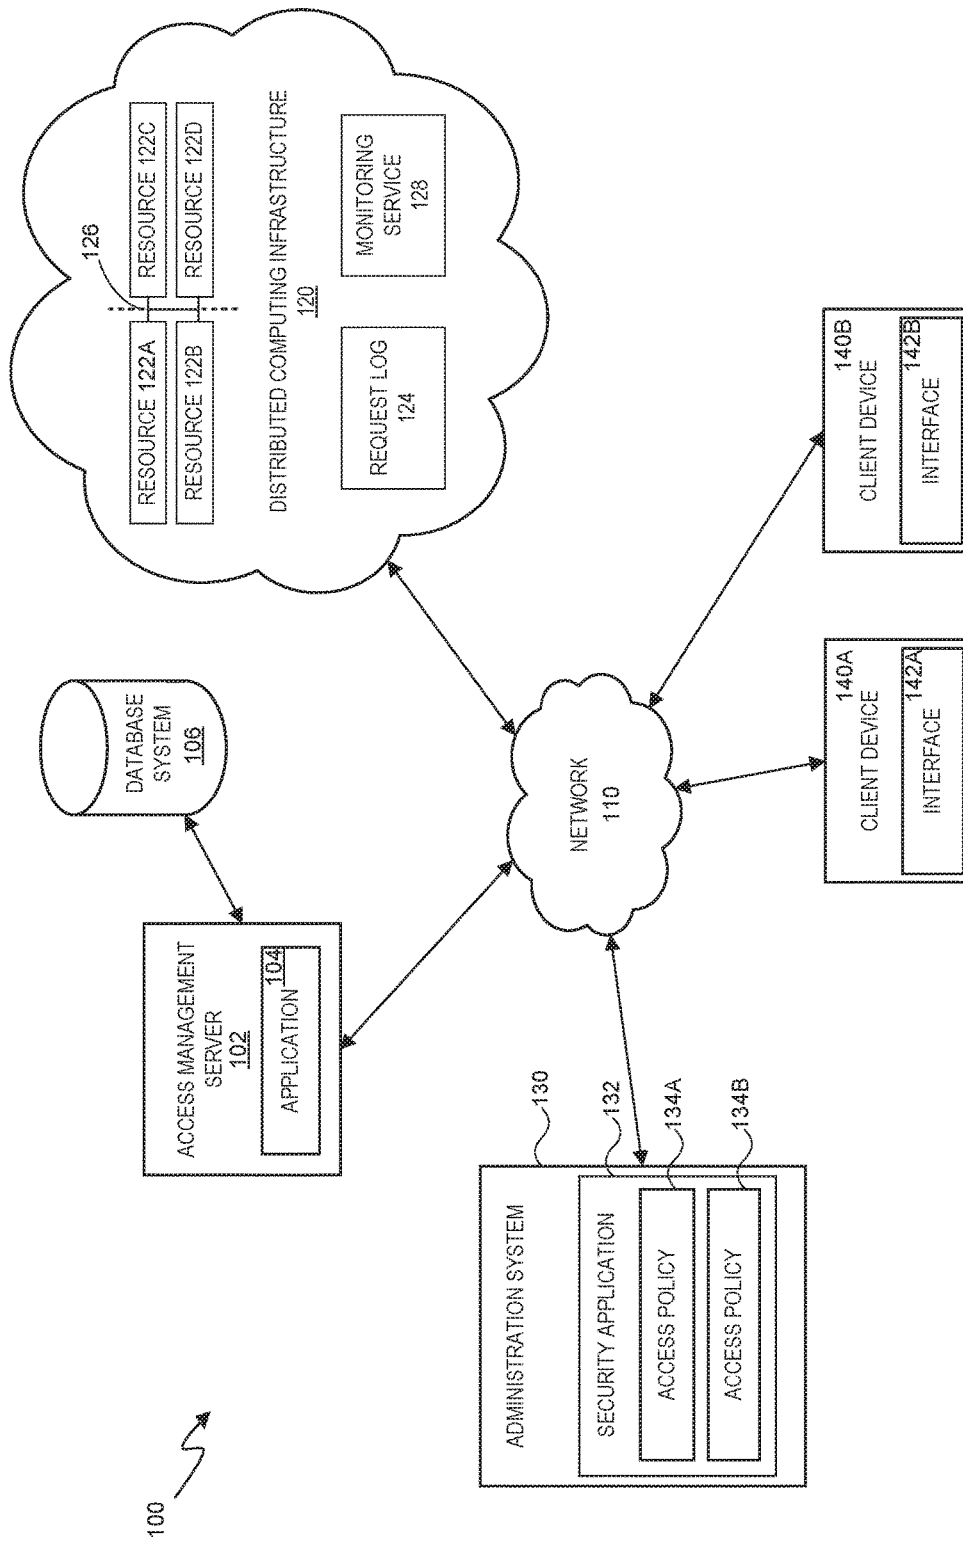 100
ACCESS MANAGEMENT
SERVER
102
APPLICATION
104
DATABASE
SYSTEM
106
RESOURCE 122A
RESOURCE 122B
RESOURCE 122C
RESOURCE 122D
126
DISTRIBUTED COMPUTING INFRASTRUCTURE
120
REQUEST LOG
124
MONITORING
SERVICE
128
NETWORK
110
ADMINISTRATION SYSTEM
SECURITY APPLICATION
ACCESS POLICY
ACCESS POLICY
130
132
134A
134B
140A
CLIENT DEVICE
142A
INTERFACE
140B
CLIENT DEVICE
142B
INTERFACE